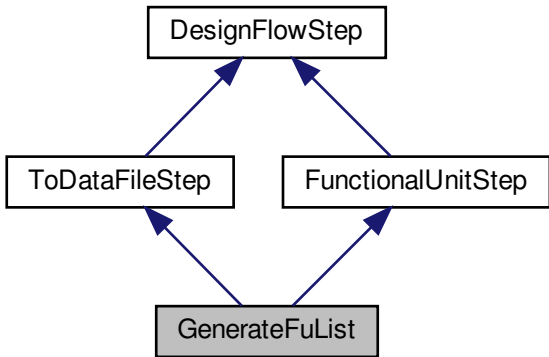 DesignFlowStep
ToDataFileStep
FunctionalUnitStep
GenerateFuList